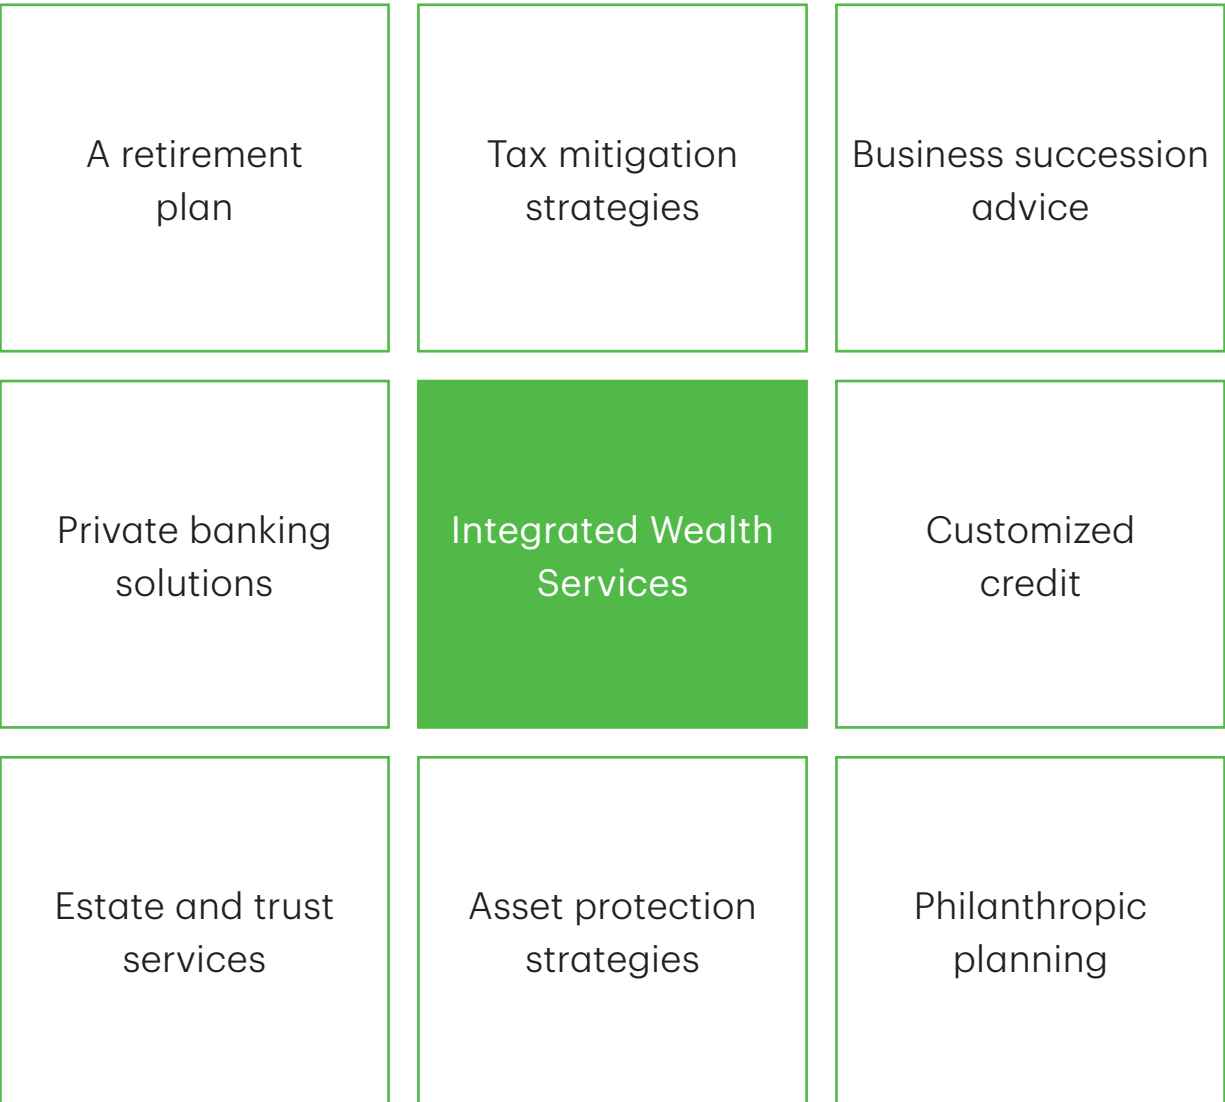 A retirement
plan
Tax mitigation
strategies
Business succession
advice
Private banking
solutions
Integrated Wealth
Services
Customized
credit
Estate and trust
services
Asset protection
strategies
Philanthropic
planning